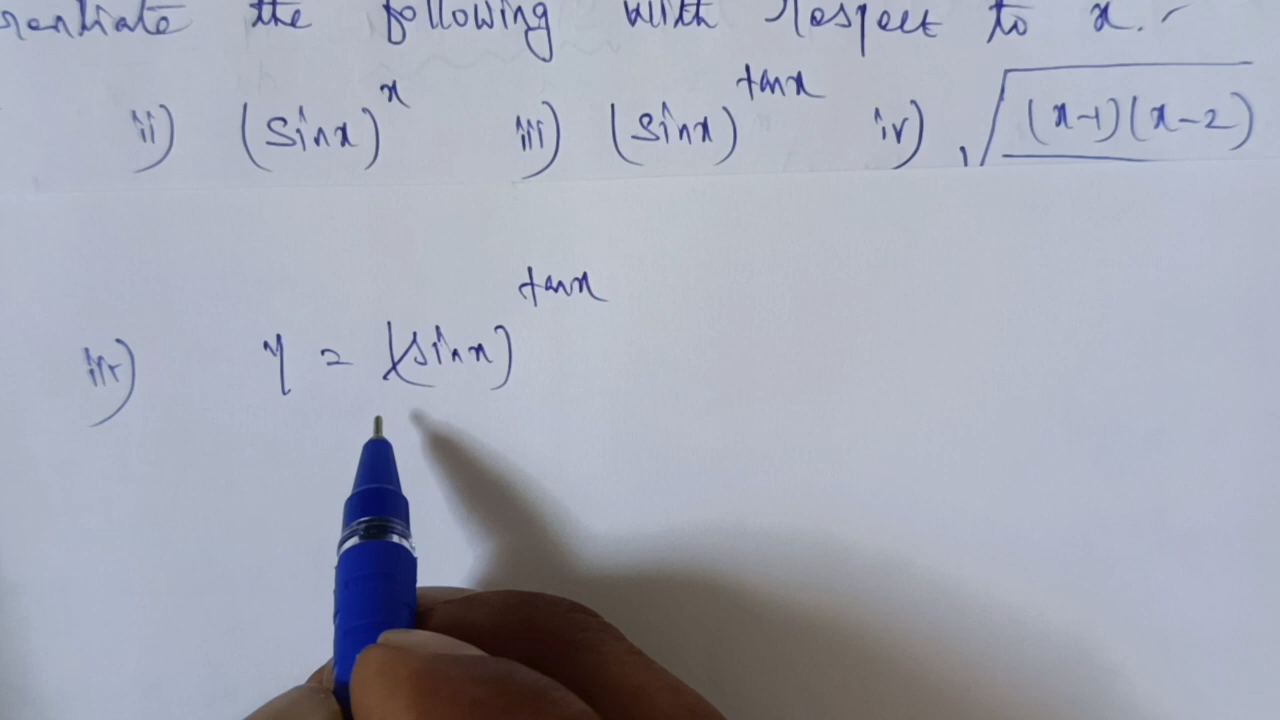 rentiate the following with respect to x.
ii) (sinx)^x iii) (sinx)^tanx iv) √(x-1)(x-2)
iii) y = (sinx)^tanx